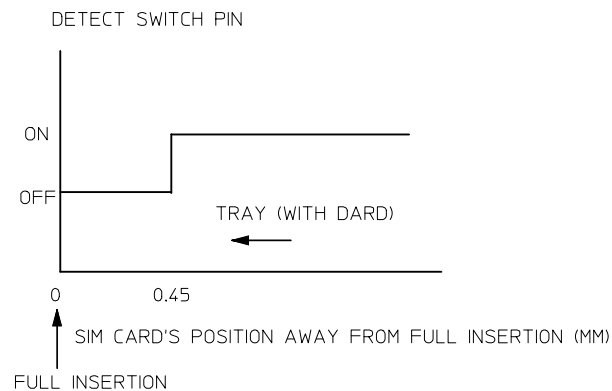 DETECT SWITCH PIN
ON
OFF
TRAY (WITH DARD)
0 0.45
SIM CARD'S POSITION AWAY FROM FULL INSERTION (MM)
FULL INSERTION